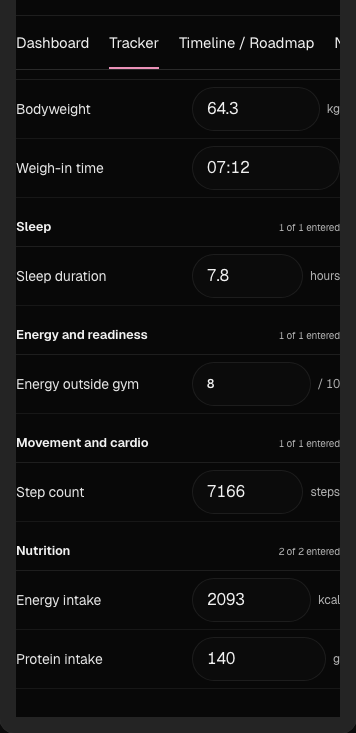 Dashboard Tracker Timeline / Roadmap
Bodyweight 64.3 kg
Weigh-in time 07:12
Sleep 1 of 1 entered
Sleep duration 7.8 hours
Energy and readiness 1 of 1 entered
Energy outside gym 8 / 10
Movement and cardio 1 of 1 entered
Step count 7166 steps
Nutrition 2 of 2 entered
Energy intake 2093 kcal
Protein intake 140 g